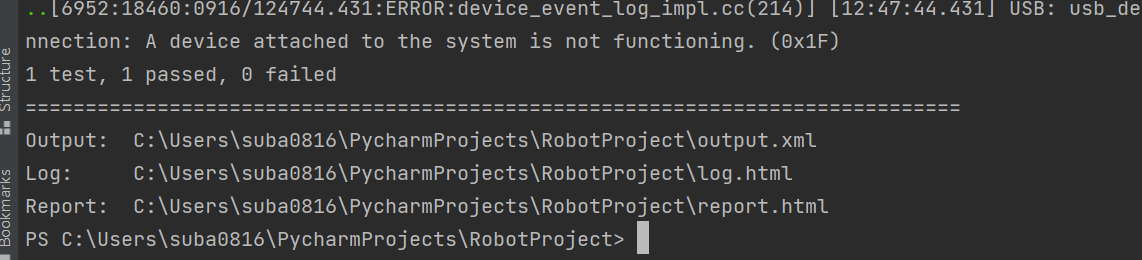 ..[6952:18460:0916/124744.431:ERROR:device_event_log_impl.cc(214)] [12:47:44.431] USB: usb_de
nnection: A device attached to the system is not functioning. (0x1F)
1 test, 1 passed, 0 failed
==============================================================================
Output:  C:\Users\suba0816\PycharmProjects\RobotProject\output.xml
Log:     C:\Users\suba0816\PycharmProjects\RobotProject\log.html
Report:  C:\Users\suba0816\PycharmProjects\RobotProject\report.html
PS C:\Users\suba0816\PycharmProjects\RobotProject>
Structure
Bookmarks